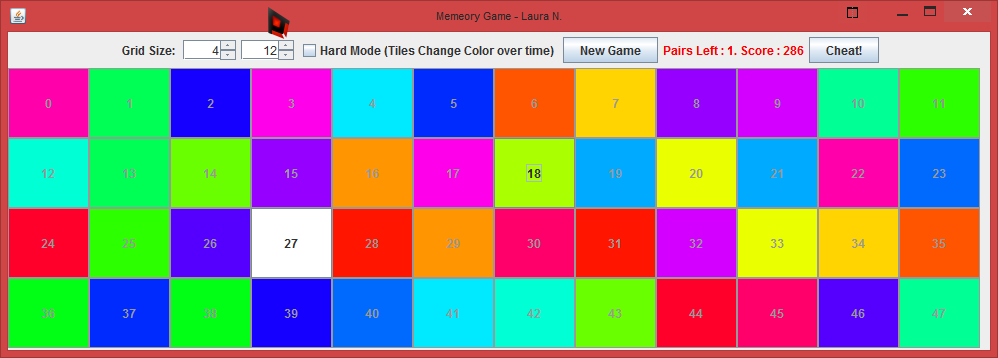 Memeory Game - Laura N.
Grid Size: 4 12 Hard Mode (Tiles Change Color over time) New Game Pairs Left : 1. Score : 286 Cheat!
0 1 2 3 4 5 6 7 8 9 10 11
12 13 14 15 16 17 18 19 20 21 22 23
24 25 26 27 28 29 30 31 32 33 34 35
36 37 38 39 40 41 42 43 44 45 46 47